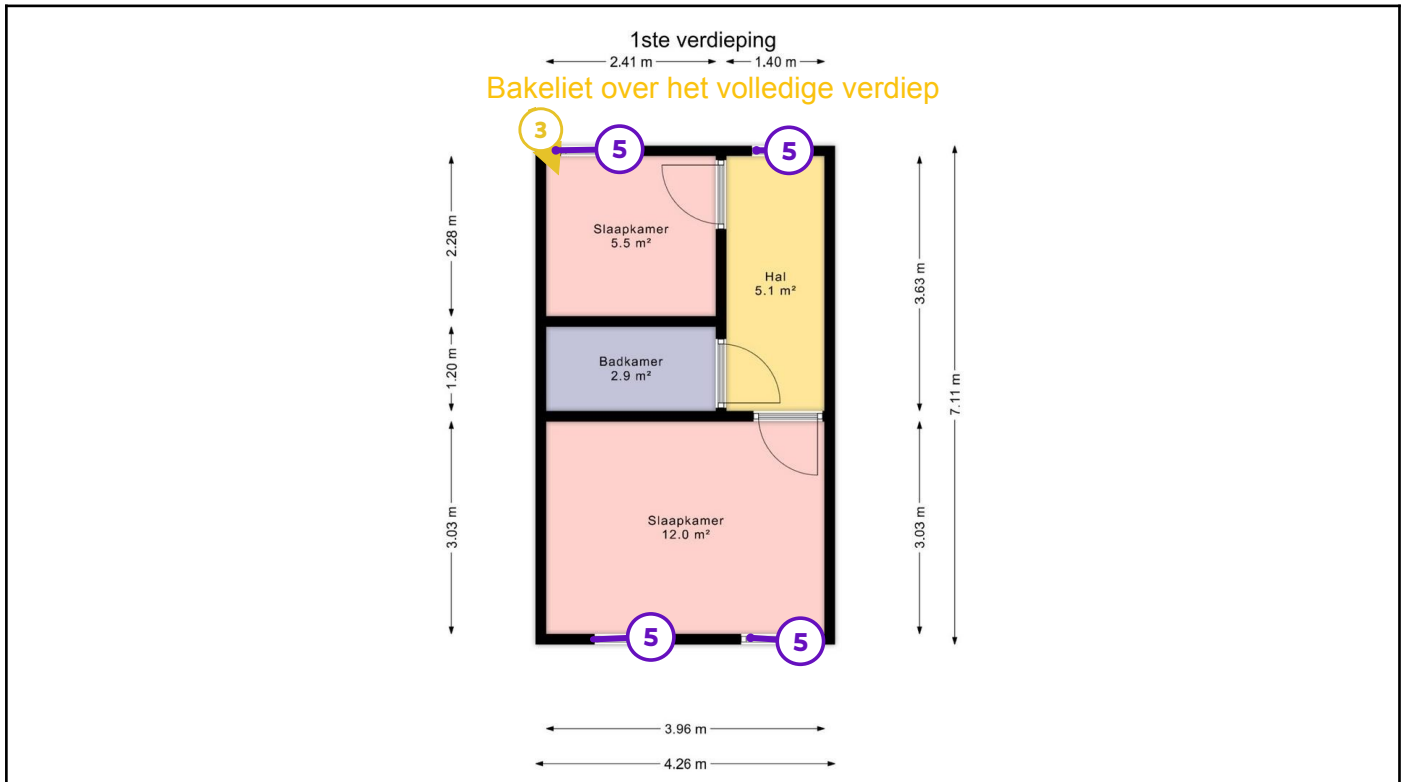 1ste verdieping
2.41 m
1.40 m
Bakeliet over het volledige verdiep
3
5
5
2.28 m
Slaapkamer
5.5 m²
Hal
5.1 m²
3.63 m
1.20 m
Badkamer
2.9 m²
7.11 m
3.03 m
Slaapkamer
12.0 m²
3.03 m
5
5
3.96 m
4.26 m